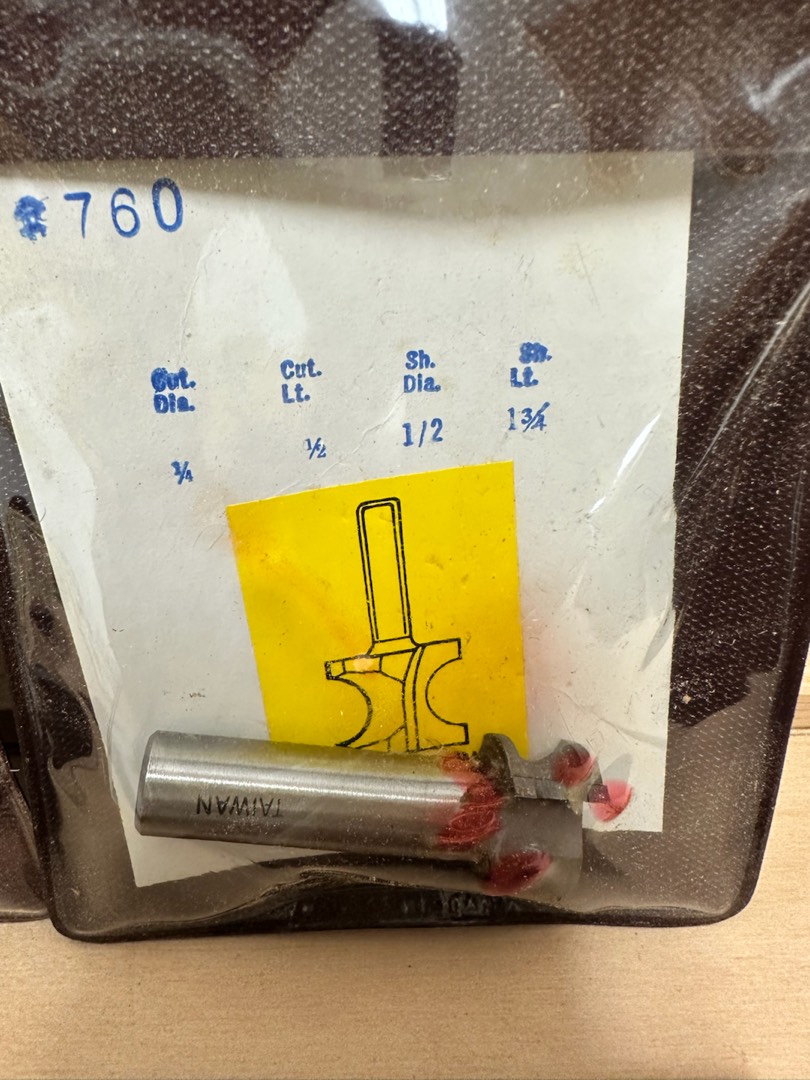 #760
Cut. Cut. Sh. Sh.
Dia. Lt. Dia. Lt.
¼ ½ 1/2 1¾
TAIWAN